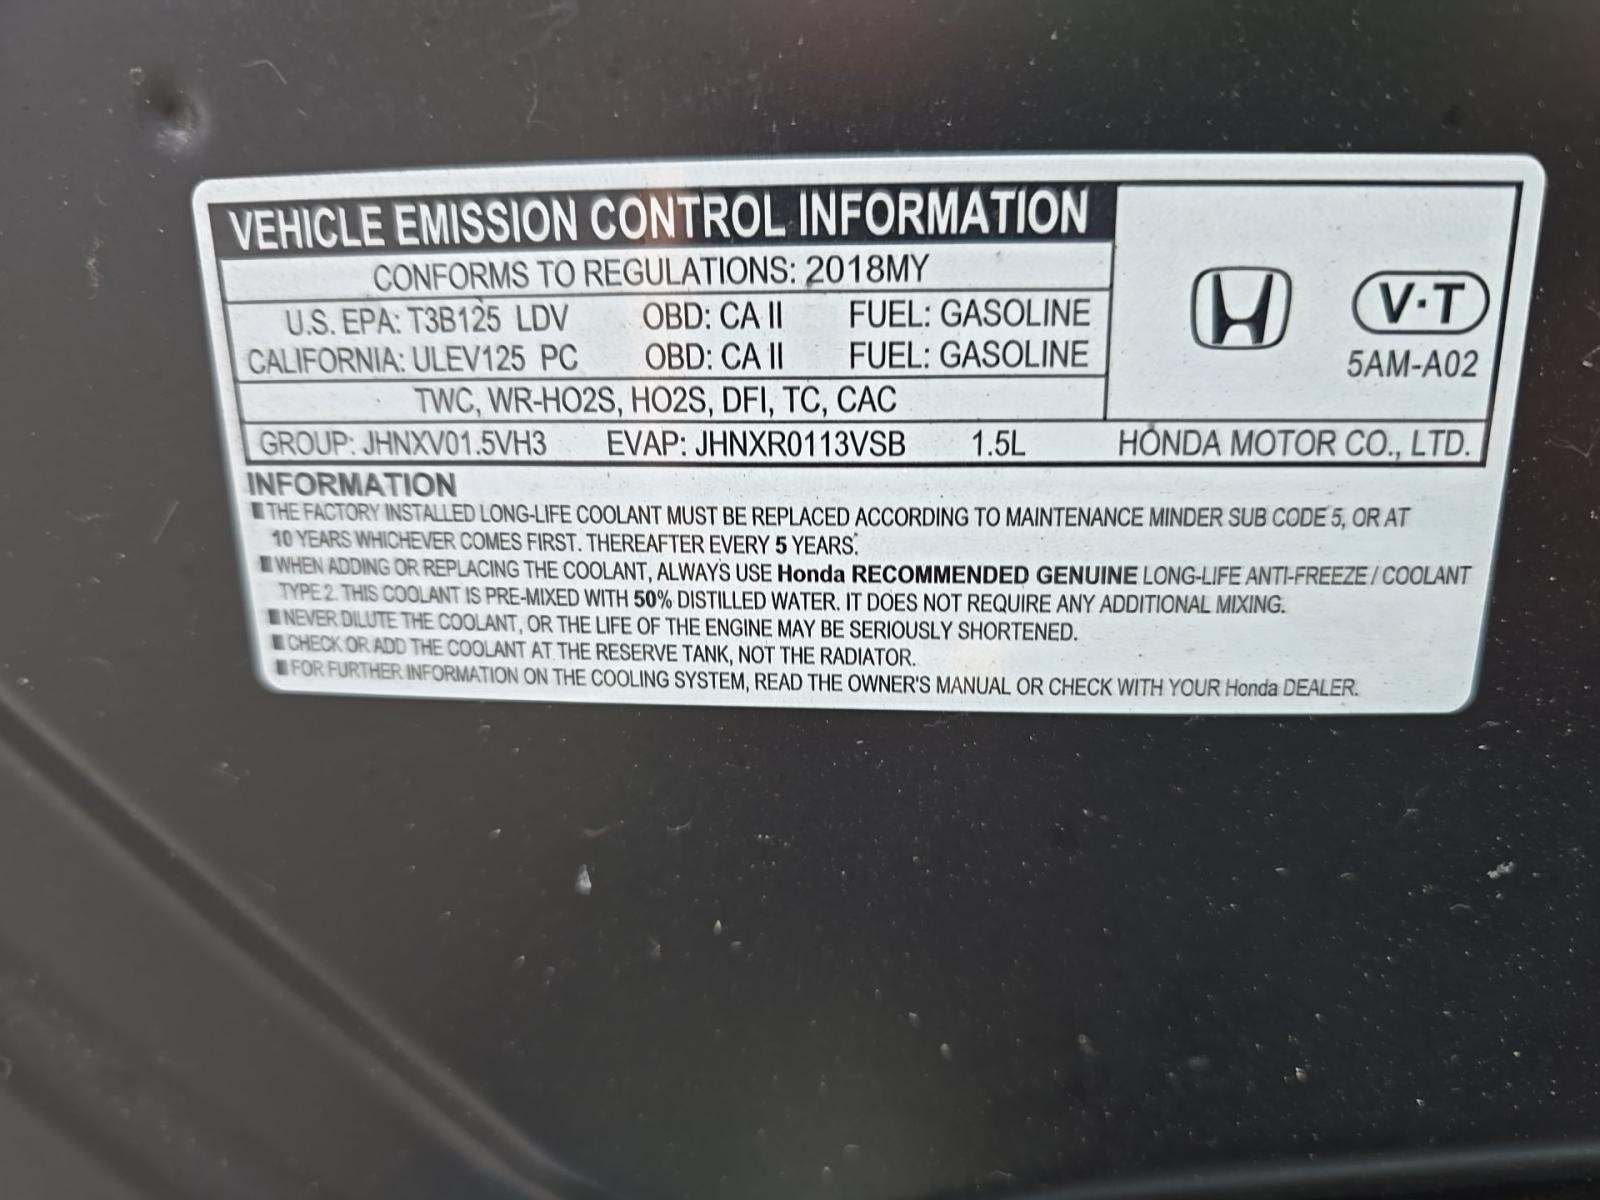 VEHICLE EMISSION CONTROL INFORMATION
CONFORMS TO REGULATIONS: 2018MY
U.S. EPA: T3B125 LDV OBD: CA II FUEL: GASOLINE
CALIFORNIA: ULEV125 PC OBD: CA II FUEL: GASOLINE
TWC, WR-HO2S, HO2S, DFI, TC, CAC
V·T
5AM-A02
GROUP: JHNXV01.5VH3 EVAP: JHNXR0113VSB 1.5L HONDA MOTOR CO., LTD.
INFORMATION
■ THE FACTORY INSTALLED LONG-LIFE COOLANT MUST BE REPLACED ACCORDING TO MAINTENANCE MINDER SUB CODE 5, OR AT
10 YEARS WHICHEVER COMES FIRST. THEREAFTER EVERY 5 YEARS.
■ WHEN ADDING OR REPLACING THE COOLANT, ALWAYS USE Honda RECOMMENDED GENUINE LONG-LIFE ANTI-FREEZE / COOLANT
TYPE 2. THIS COOLANT IS PRE-MIXED WITH 50% DISTILLED WATER. IT DOES NOT REQUIRE ANY ADDITIONAL MIXING.
■ NEVER DILUTE THE COOLANT, OR THE LIFE OF THE ENGINE MAY BE SERIOUSLY SHORTENED.
■ CHECK OR ADD THE COOLANT AT THE RESERVE TANK, NOT THE RADIATOR.
■ FOR FURTHER INFORMATION ON THE COOLING SYSTEM, READ THE OWNER'S MANUAL OR CHECK WITH YOUR Honda DEALER.